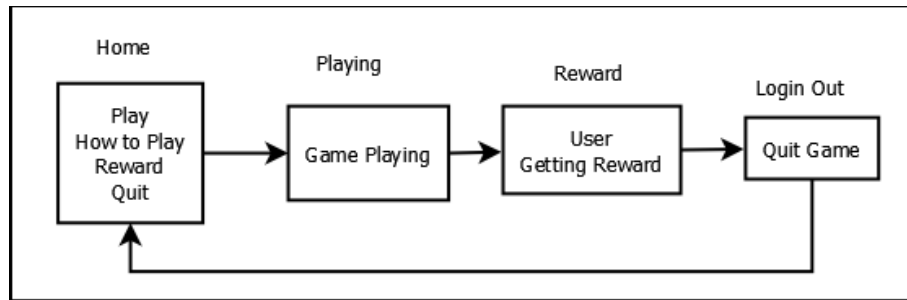 Home
Play
How to Play
Reward
Quit
Playing
Game Playing
Reward
User
Getting Reward
Login Out
Quit Game